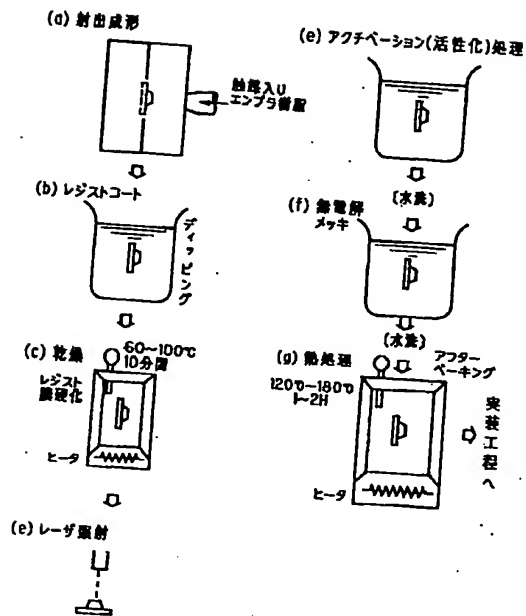 (a) 射出成形
触媒入り
エンプラ樹脂
(b) レジストコート
ディッピング
(c) 乾燥
60～100℃
10分間
レジスト
膜硬化
ヒータ
(e) レーザ照射
(e) アクチベーション(活性化)処理
〔水洗〕
(f) 無電解
メッキ
〔水洗〕
(g) 熱処理
アフター
ベーキング
120℃～180℃
1～2H
ヒータ
実装工程へ